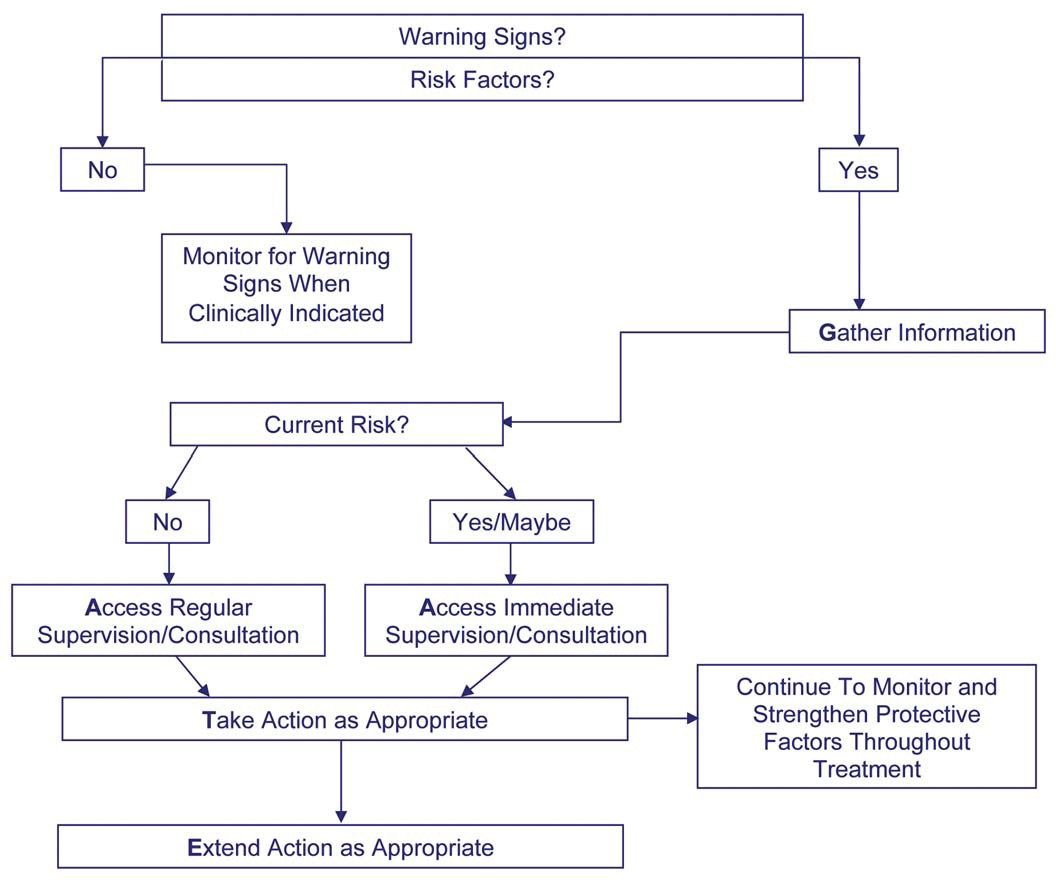 Warning Signs?
Risk Factors?
No
Yes
Monitor for Warning
Signs When
Clinically Indicated
Gather Information
Current Risk?
No
Yes/Maybe
Access Regular
Supervision/Consultation
Access Immediate
Supervision/Consultation
Take Action as Appropriate
Continue To Monitor and
Strengthen Protective
Factors Throughout
Treatment
Extend Action as Appropriate